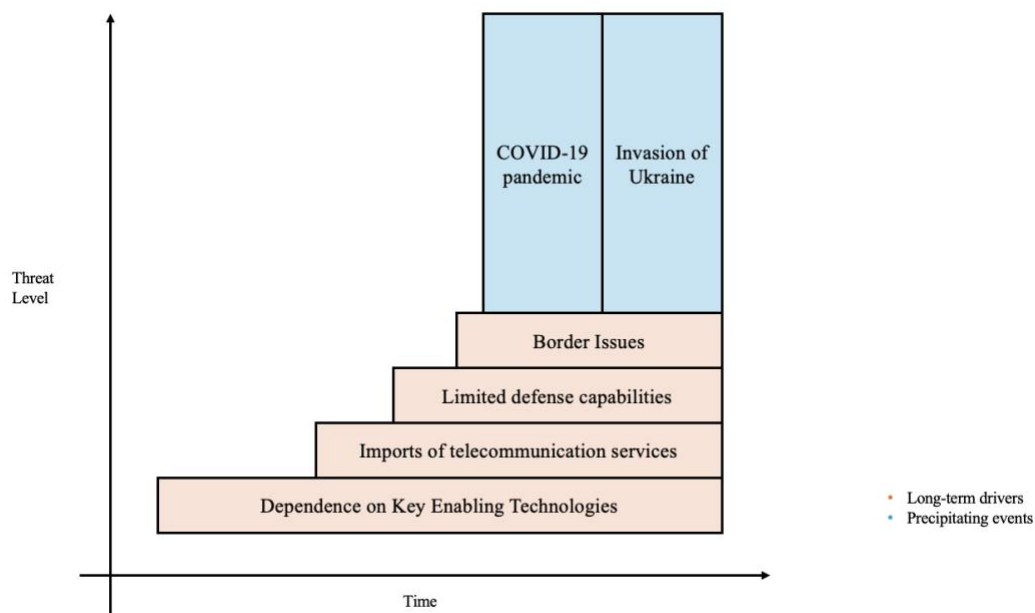 COVID-19
pandemic
Invasion of
Ukraine
Threat
Level
Border Issues
Limited defense capabilities
Imports of telecommunication services
Dependence on Key Enabling Technologies
• Long-term drivers
• Precipitating events
Time